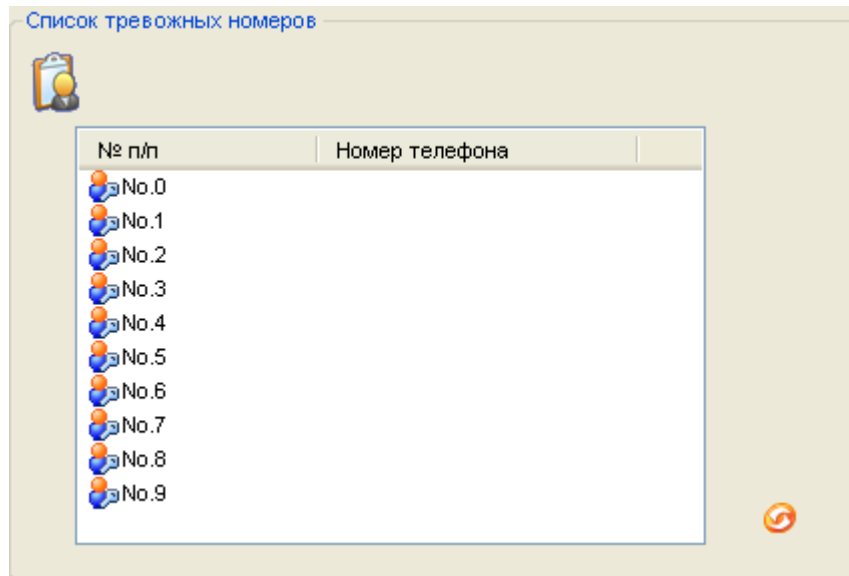 Список тревожных номеров
№ п/п Номер телефона
No.0
No.1
No.2
No.3
No.4
No.5
No.6
No.7
No.8
No.9